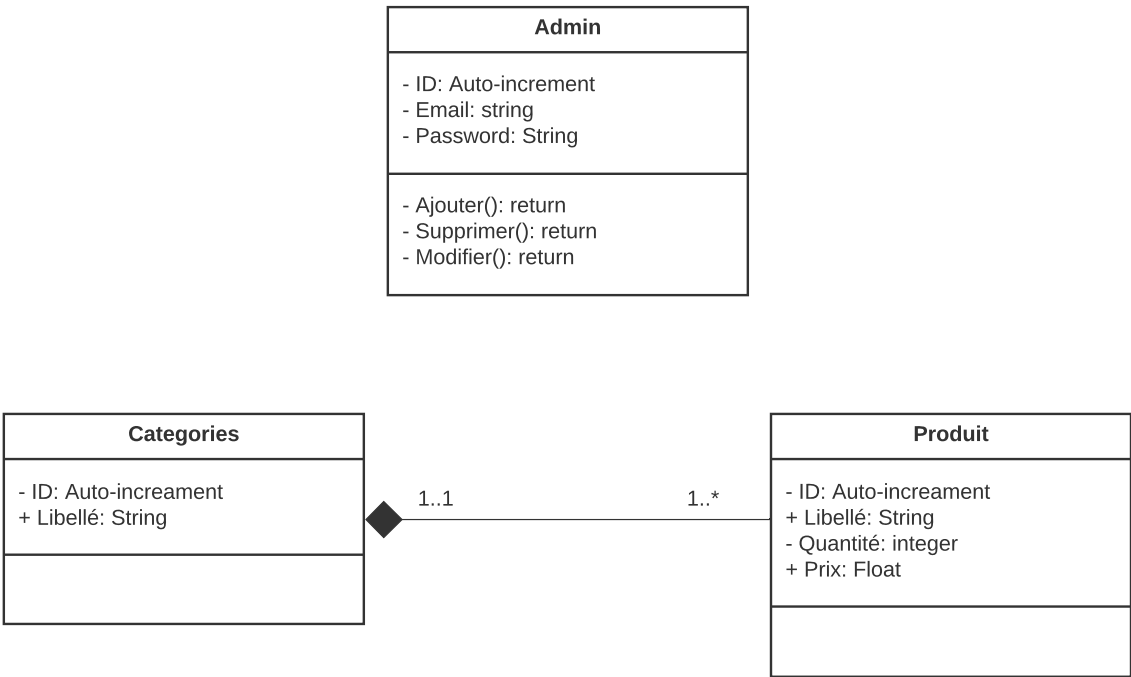 Admin
- ID: Auto-increment
- Email: string
- Password: String
- Ajouter(): return
- Supprimer(): return
- Modifier(): return
Categories
- ID: Auto-increament
+ Libellé: String
1..1
1..*
Produit
- ID: Auto-increament
+ Libellé: String
- Quantité: integer
+ Prix: Float